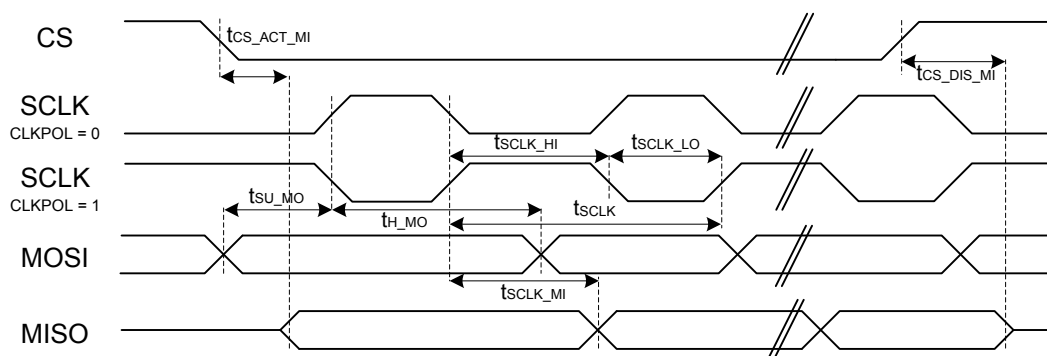 CS
tCS_ACT_MI
tCS_DIS_MI
SCLK
CLKPOL = 0
tSCLK_HI
tSCLK_LO
SCLK
CLKPOL = 1
tSU_MO
tH_MO
tSCLK
MOSI
tSCLK_MI
MISO